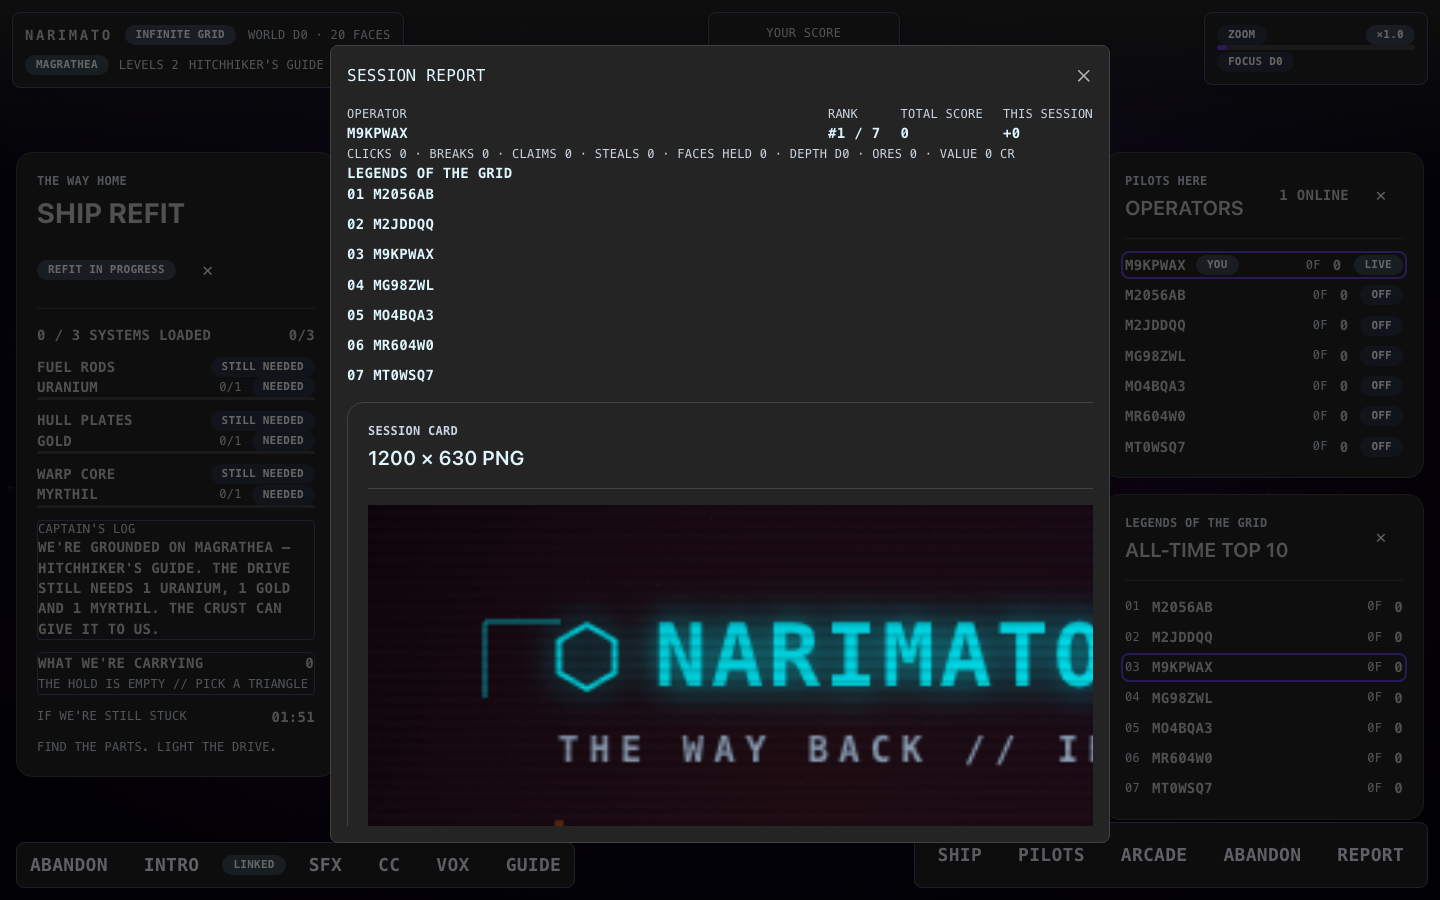 NARIMATO INFINITE GRID WORLD D0 · 20 FACES
MAGRATHEA LEVELS 2 HITCHHIKER'S GUIDE
YOUR SCORE
ZOOM ×1.0
FOCUS D0
THE WAY HOME
SHIP REFIT
REFIT IN PROGRESS ×
0 / 3 SYSTEMS LOADED 0/3
FUEL RODS STILL NEEDED
URANIUM 0/1 NEEDED
HULL PLATES STILL NEEDED
GOLD 0/1 NEEDED
WARP CORE STILL NEEDED
MYRTHIL 0/1 NEEDED
CAPTAIN'S LOG
WE'RE GROUNDED ON MAGRATHEA —
HITCHHIKER'S GUIDE. THE DRIVE
STILL NEEDS 1 URANIUM, 1 GOLD
AND 1 MYRTHIL. THE CRUST CAN
GIVE IT TO US.
WHAT WE'RE CARRYING 0
THE HOLD IS EMPTY // PICK A TRIANGLE
IF WE'RE STILL STUCK 01:51
FIND THE PARTS. LIGHT THE DRIVE.
SESSION REPORT ×
OPERATOR RANK TOTAL SCORE THIS SESSION
M9KPWAX #1 / 7 0 +0
CLICKS 0 · BREAKS 0 · CLAIMS 0 · STEALS 0 · FACES HELD 0 · DEPTH D0 · ORES 0 · VALUE 0 CR
LEGENDS OF THE GRID
01 M2056AB
02 M2JDDQQ
03 M9KPWAX
04 MG98ZWL
05 MO4BQA3
06 MR604W0
07 MT0WSQ7
SESSION CARD
1200 × 630 PNG
NARIMATO
THE WAY BACK //
PILOTS HERE
OPERATORS 1 ONLINE ×
M9KPWAX YOU 0F 0 LIVE
M2056AB 0F 0 OFF
M2JDDQQ 0F 0 OFF
MG98ZWL 0F 0 OFF
MO4BQA3 0F 0 OFF
MR604W0 0F 0 OFF
MT0WSQ7 0F 0 OFF
LEGENDS OF THE GRID
ALL-TIME TOP 10 ×
01 M2056AB 0F 0
02 M2JDDQQ 0F 0
03 M9KPWAX 0F 0
04 MG98ZWL 0F 0
05 MO4BQA3 0F 0
06 MR604W0 0F 0
07 MT0WSQ7 0F 0
ABANDON INTRO LINKED SFX CC VOX GUIDE
SHIP PILOTS ARCADE ABANDON REPORT